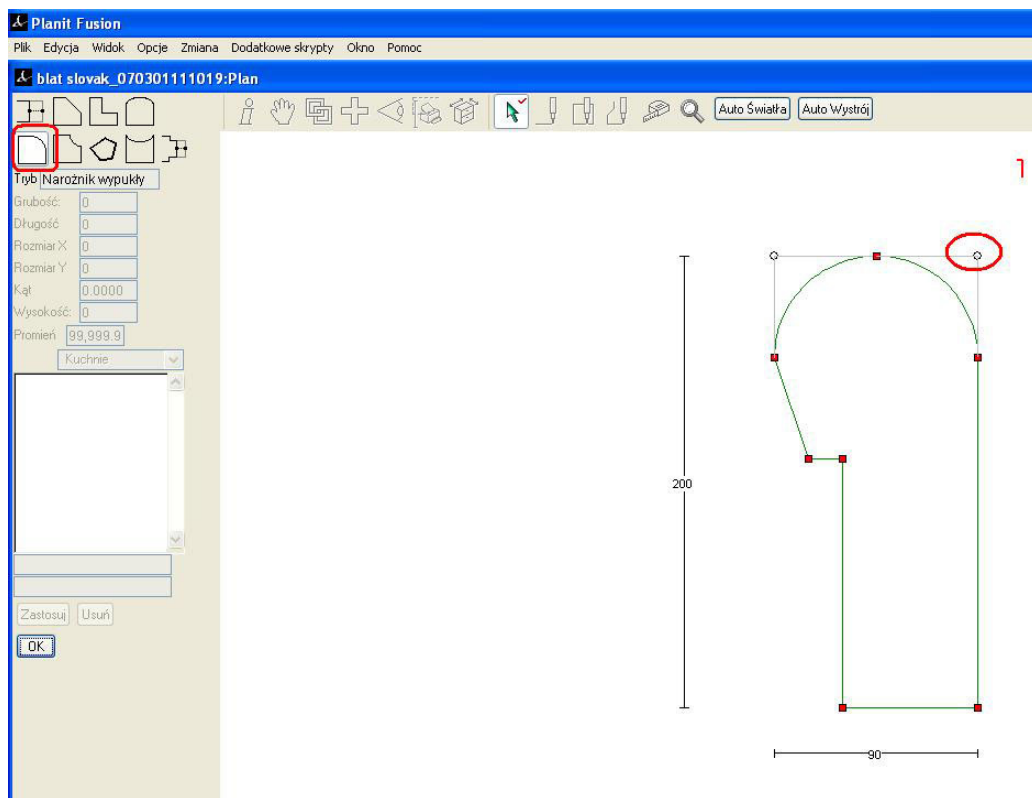 Planit Fusion
Plik Edycja Widok Opcje Zmiana Dodatkowe skrypty Okno Pomoc
blat slovak_070301111019:Plan
Auto Światła Auto Wystrój
Tryb Narożnik wypukły
Grubość: 0
Długość 0
Rozmiar X 0
Rozmiar Y 0
Kąt 0.0000
Wysokość: 0
Promień 99,999.9
Kuchnie
200
Zastosuj Usuń
OK
90